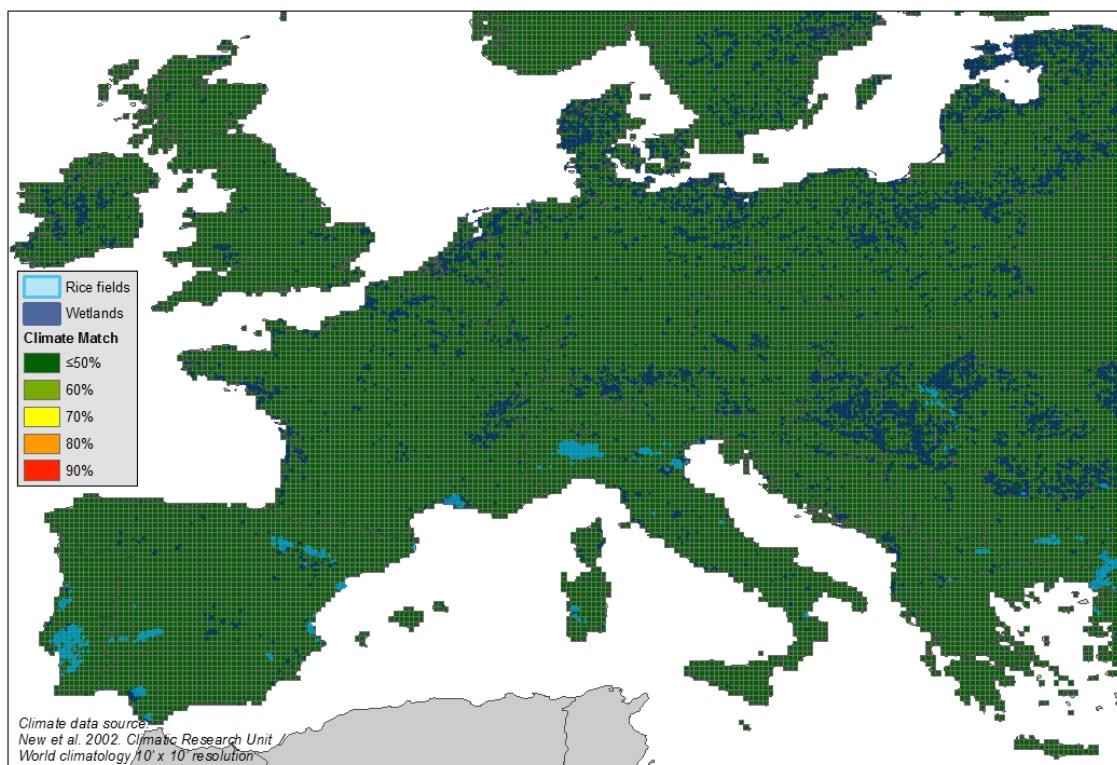 Rice fields
Wetlands
Climate Match
≤50%
60%
70%
80%
90%
Climate data source:
New et al. 2002. Climatic Research Unit
World climatology 10' x 10' resolution